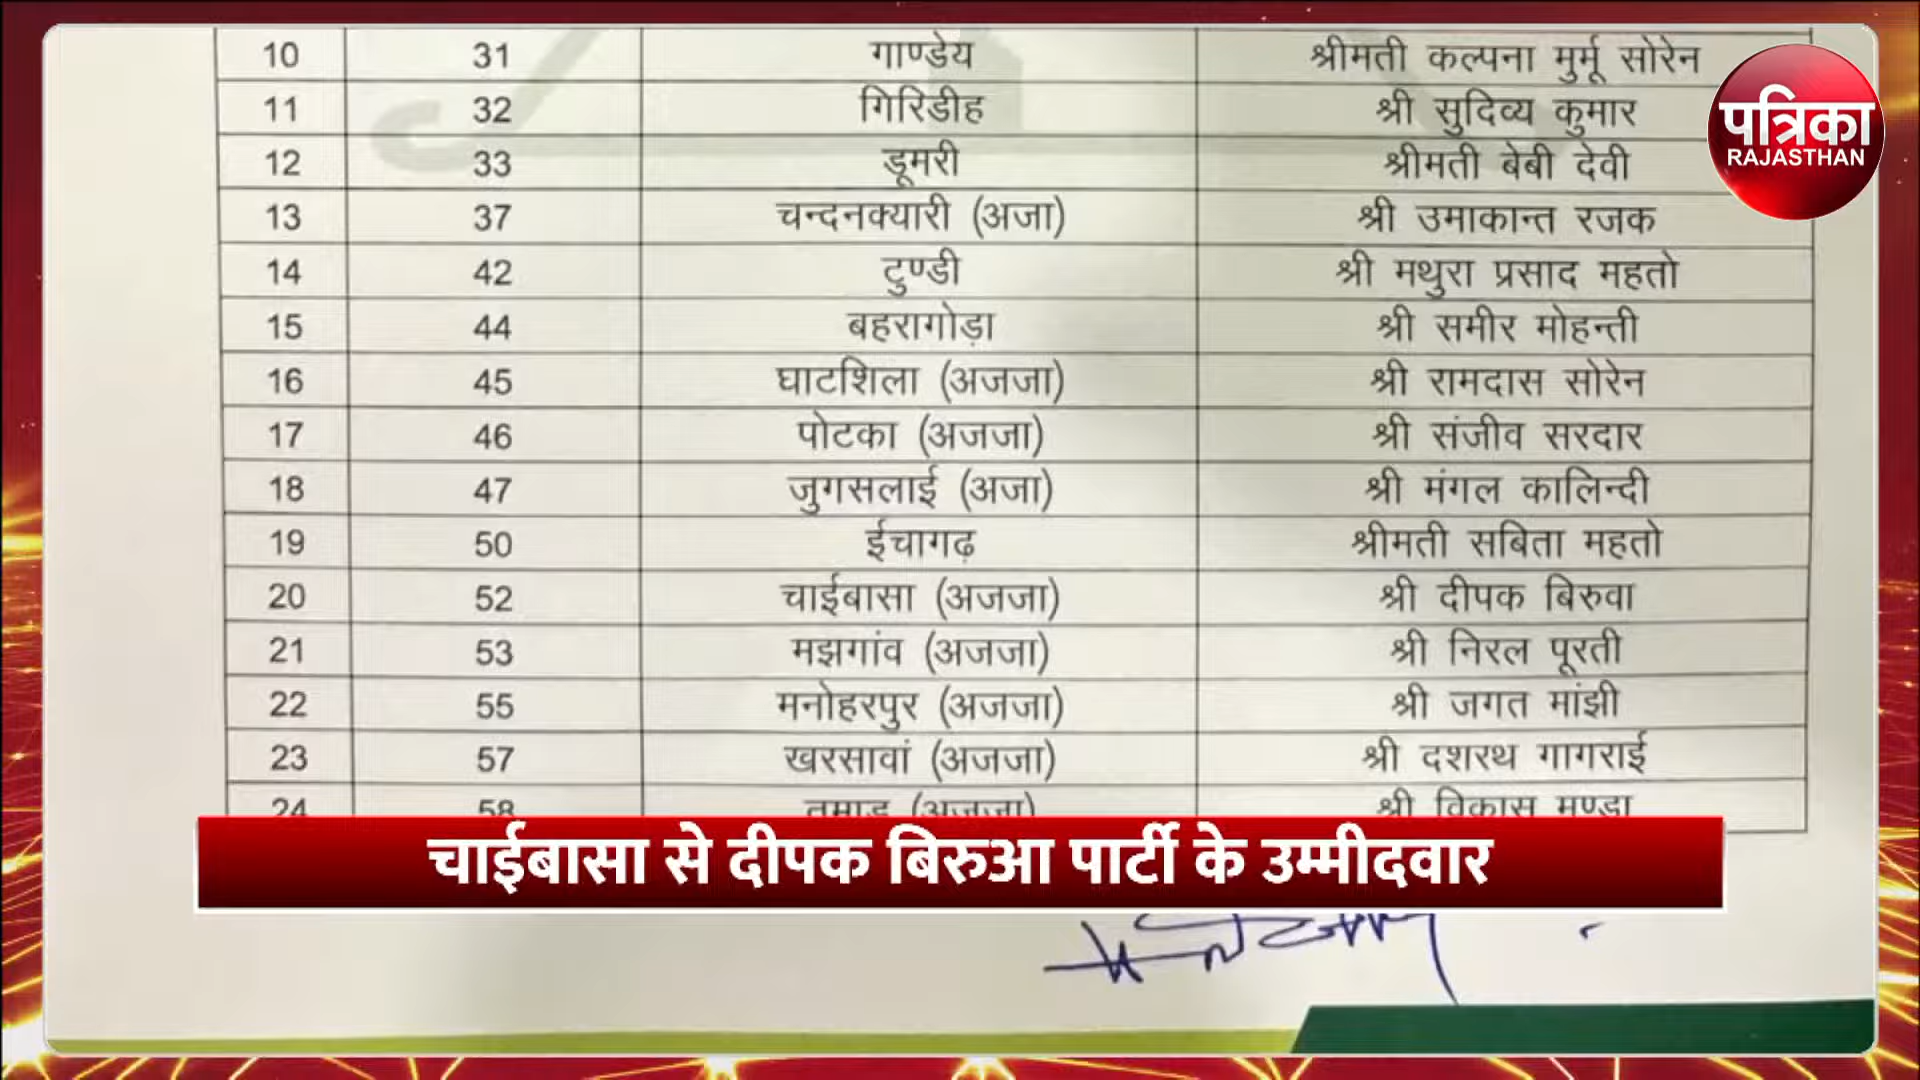 10 31 गाण्डेय श्रीमती कल्पना मुर्मू सोरेन
11 32 गिरिडीह श्री सुदिव्य कुमार
12 33 डूमरी श्रीमती बेबी देवी
13 37 चन्दनक्यारी (अजा) श्री उमाकान्त रजक
14 42 टुण्डी श्री मथुरा प्रसाद महतो
15 44 बहरागोड़ा श्री समीर मोहन्ती
16 45 घाटशिला (अजजा) श्री रामदास सोरेन
17 46 पोटका (अजजा) श्री संजीव सरदार
18 47 जुगसलाई (अजा) श्री मंगल कालिन्दी
19 50 ईचागढ़ श्रीमती सबिता महतो
20 52 चाईबासा (अजजा) श्री दीपक बिरुवा
21 53 मझगांव (अजजा) श्री निरल पूरती
22 55 मनोहरपुर (अजजा) श्री जगत मांझी
23 57 खरसावां (अजजा) श्री दशरथ गागराई
24 58 तमाड़ (अजजा) श्री विकास मुण्डा
चाईबासा से दीपक बिरुआ पार्टी के उम्मीदवार
पत्रिका
RAJASTHAN